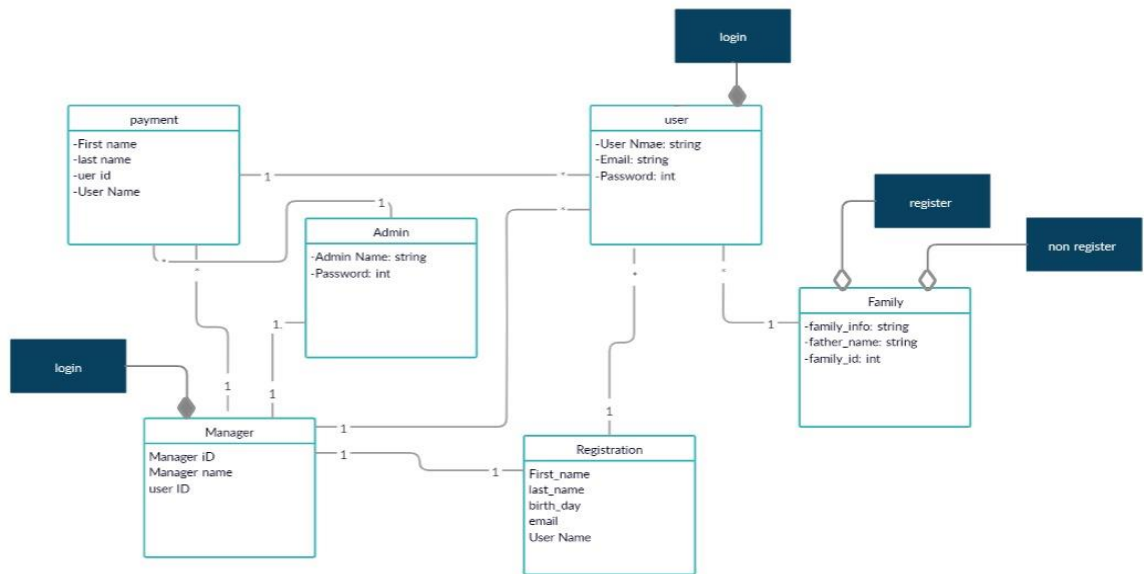 login
payment
-First name
-last name
-uer id
-User Name
user
-User Nmae: string
-Email: string
-Password: int
1
*
register
non register
1
*
Admin
-Admin Name: string
-Password: int
*
*
*
*
Family
-family_info: string
-father_name: string
-family_id: int
1.
1
login
1
1
1
Manager
Manager iD
Manager name
user ID
1
1
1
1
Registration
First_name
last_name
birth_day
email
User Name